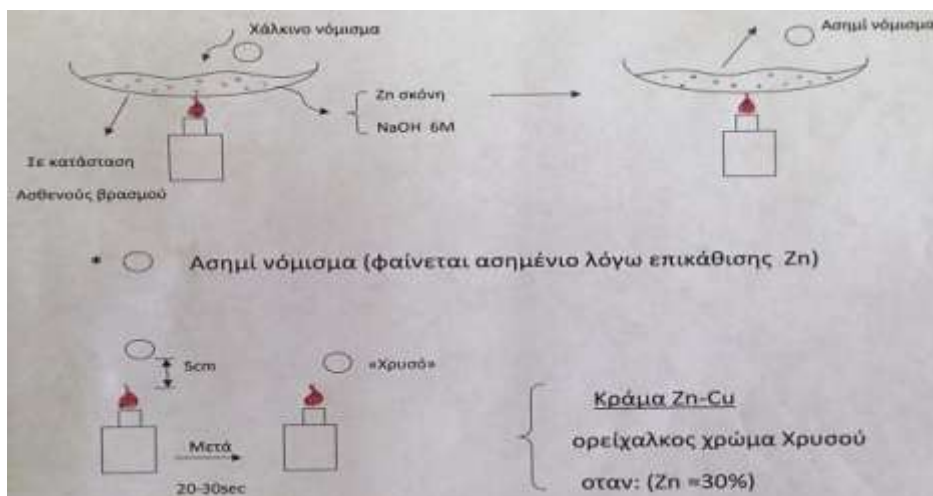 Χάλκινο νόμισμα
Ασημί νόμισμα
Zn σκόνη
NaOH 6M
Σε κατάσταση
Ασθενούς βρασμού
* Ασημί νόμισμα (φαίνεται ασημένιο λόγω επικάθισης Zn)
5cm
«Χρυσό»
Μετά
20-30sec
Κράμα Zn-Cu
ορείχαλκος χρώμα Χρυσού
οταν: (Zn ≈30%)